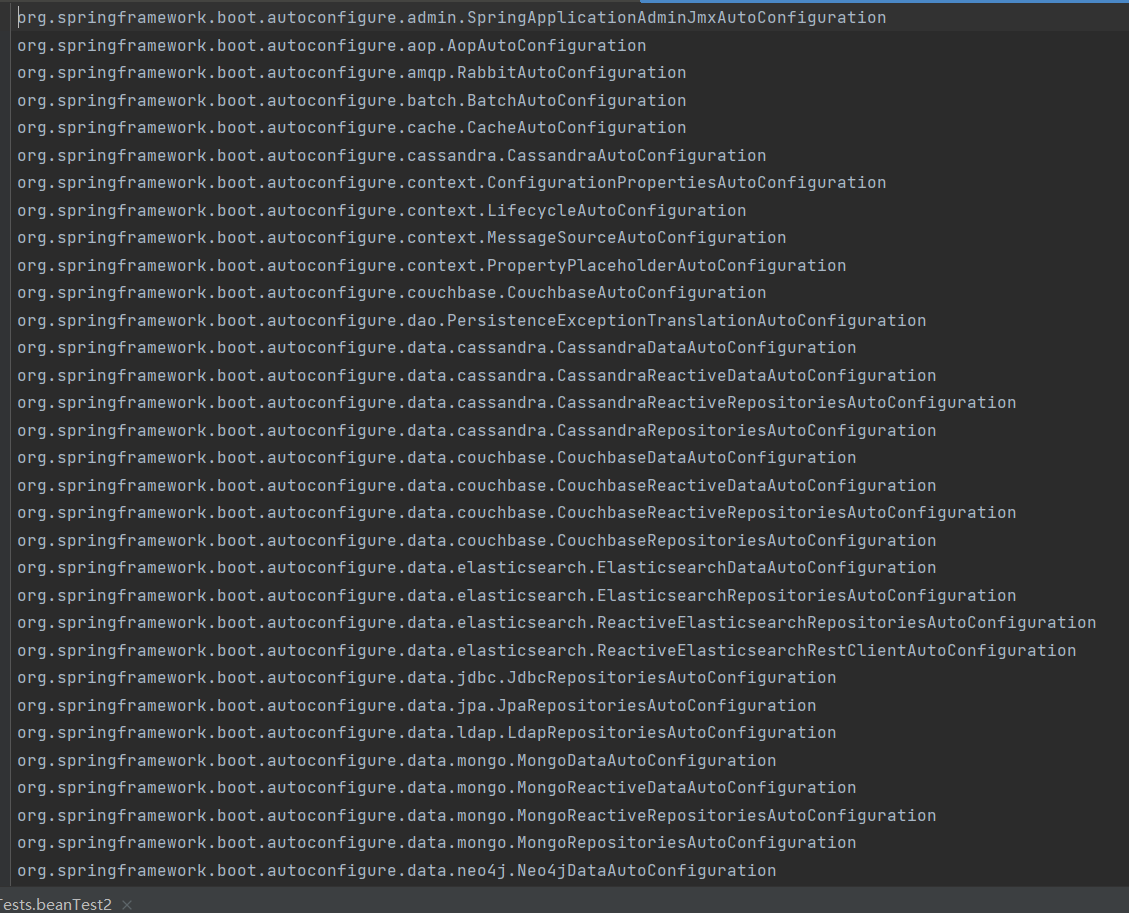 org.springframework.boot.autoconfigure.admin.SpringApplicationAdminJmxAutoConfiguration
org.springframework.boot.autoconfigure.aop.AopAutoConfiguration
org.springframework.boot.autoconfigure.amqp.RabbitAutoConfiguration
org.springframework.boot.autoconfigure.batch.BatchAutoConfiguration
org.springframework.boot.autoconfigure.cache.CacheAutoConfiguration
org.springframework.boot.autoconfigure.cassandra.CassandraAutoConfiguration
org.springframework.boot.autoconfigure.context.ConfigurationPropertiesAutoConfiguration
org.springframework.boot.autoconfigure.context.LifecycleAutoConfiguration
org.springframework.boot.autoconfigure.context.MessageSourceAutoConfiguration
org.springframework.boot.autoconfigure.context.PropertyPlaceholderAutoConfiguration
org.springframework.boot.autoconfigure.couchbase.CouchbaseAutoConfiguration
org.springframework.boot.autoconfigure.dao.PersistenceExceptionTranslationAutoConfiguration
org.springframework.boot.autoconfigure.data.cassandra.CassandraDataAutoConfiguration
org.springframework.boot.autoconfigure.data.cassandra.CassandraReactiveDataAutoConfiguration
org.springframework.boot.autoconfigure.data.cassandra.CassandraReactiveRepositoriesAutoConfiguration
org.springframework.boot.autoconfigure.data.cassandra.CassandraRepositoriesAutoConfiguration
org.springframework.boot.autoconfigure.data.couchbase.CouchbaseDataAutoConfiguration
org.springframework.boot.autoconfigure.data.couchbase.CouchbaseReactiveDataAutoConfiguration
org.springframework.boot.autoconfigure.data.couchbase.CouchbaseReactiveRepositoriesAutoConfiguration
org.springframework.boot.autoconfigure.data.couchbase.CouchbaseRepositoriesAutoConfiguration
org.springframework.boot.autoconfigure.data.elasticsearch.ElasticsearchDataAutoConfiguration
org.springframework.boot.autoconfigure.data.elasticsearch.ElasticsearchRepositoriesAutoConfiguration
org.springframework.boot.autoconfigure.data.elasticsearch.ReactiveElasticsearchRepositoriesAutoConfiguration
org.springframework.boot.autoconfigure.data.elasticsearch.ReactiveElasticsearchRestClientAutoConfiguration
org.springframework.boot.autoconfigure.data.jdbc.JdbcRepositoriesAutoConfiguration
org.springframework.boot.autoconfigure.data.jpa.JpaRepositoriesAutoConfiguration
org.springframework.boot.autoconfigure.data.ldap.LdapRepositoriesAutoConfiguration
org.springframework.boot.autoconfigure.data.mongo.MongoDataAutoConfiguration
org.springframework.boot.autoconfigure.data.mongo.MongoReactiveDataAutoConfiguration
org.springframework.boot.autoconfigure.data.mongo.MongoReactiveRepositoriesAutoConfiguration
org.springframework.boot.autoconfigure.data.mongo.MongoRepositoriesAutoConfiguration
org.springframework.boot.autoconfigure.data.neo4j.Neo4jDataAutoConfiguration
Tests.beanTest2